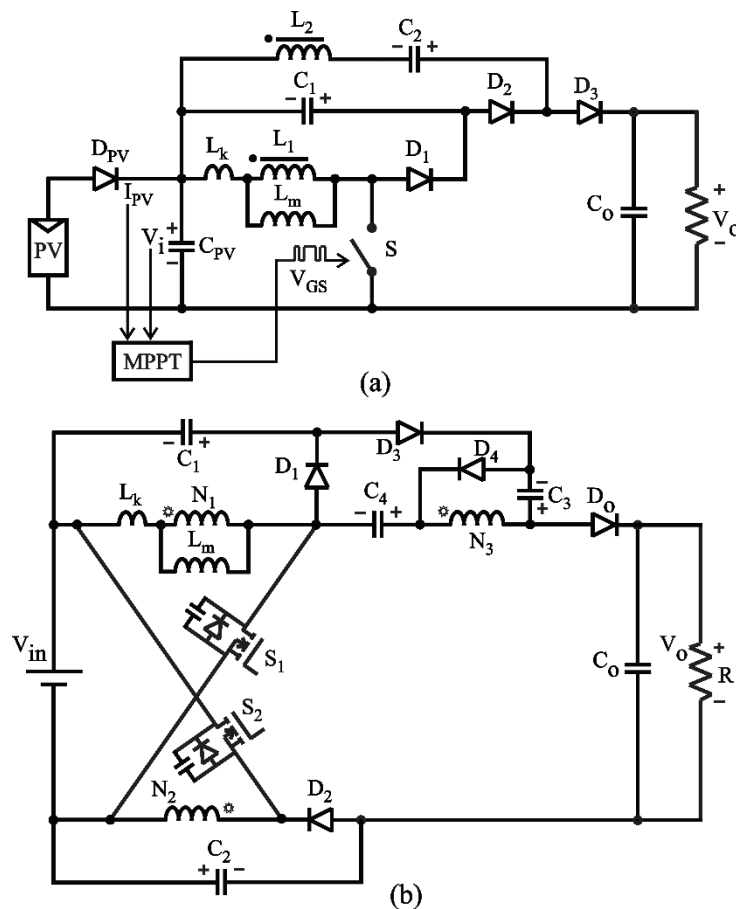 L2
C2
− +
C1
− +
D2
D3
DPV
Lk
L1
D1
IPV
Lm
Co
+
Vo
−
PV
Vi
+
−
CPV
VGS
S
MPPT
(a)
− +
C1
D3
D1
D4
Lk
N1
C4
− +
−
C3
+
Do
Lm
N3
S1
Vin
Co
Vo
+
R
−
S2
N2
D2
C2
+ −
(b)